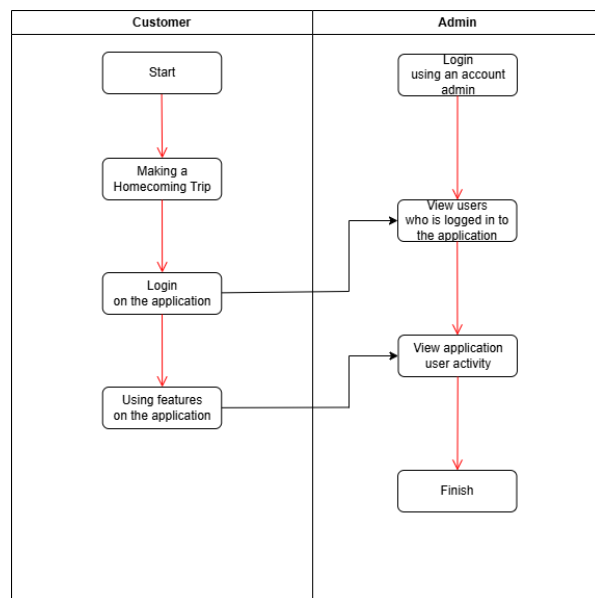 Customer
Admin
Start
Login
using an account
admin
Making a
Homecoming Trip
View users
who is logged in to
the application
Login
on the application
View application
user activity
Using features
on the application
Finish